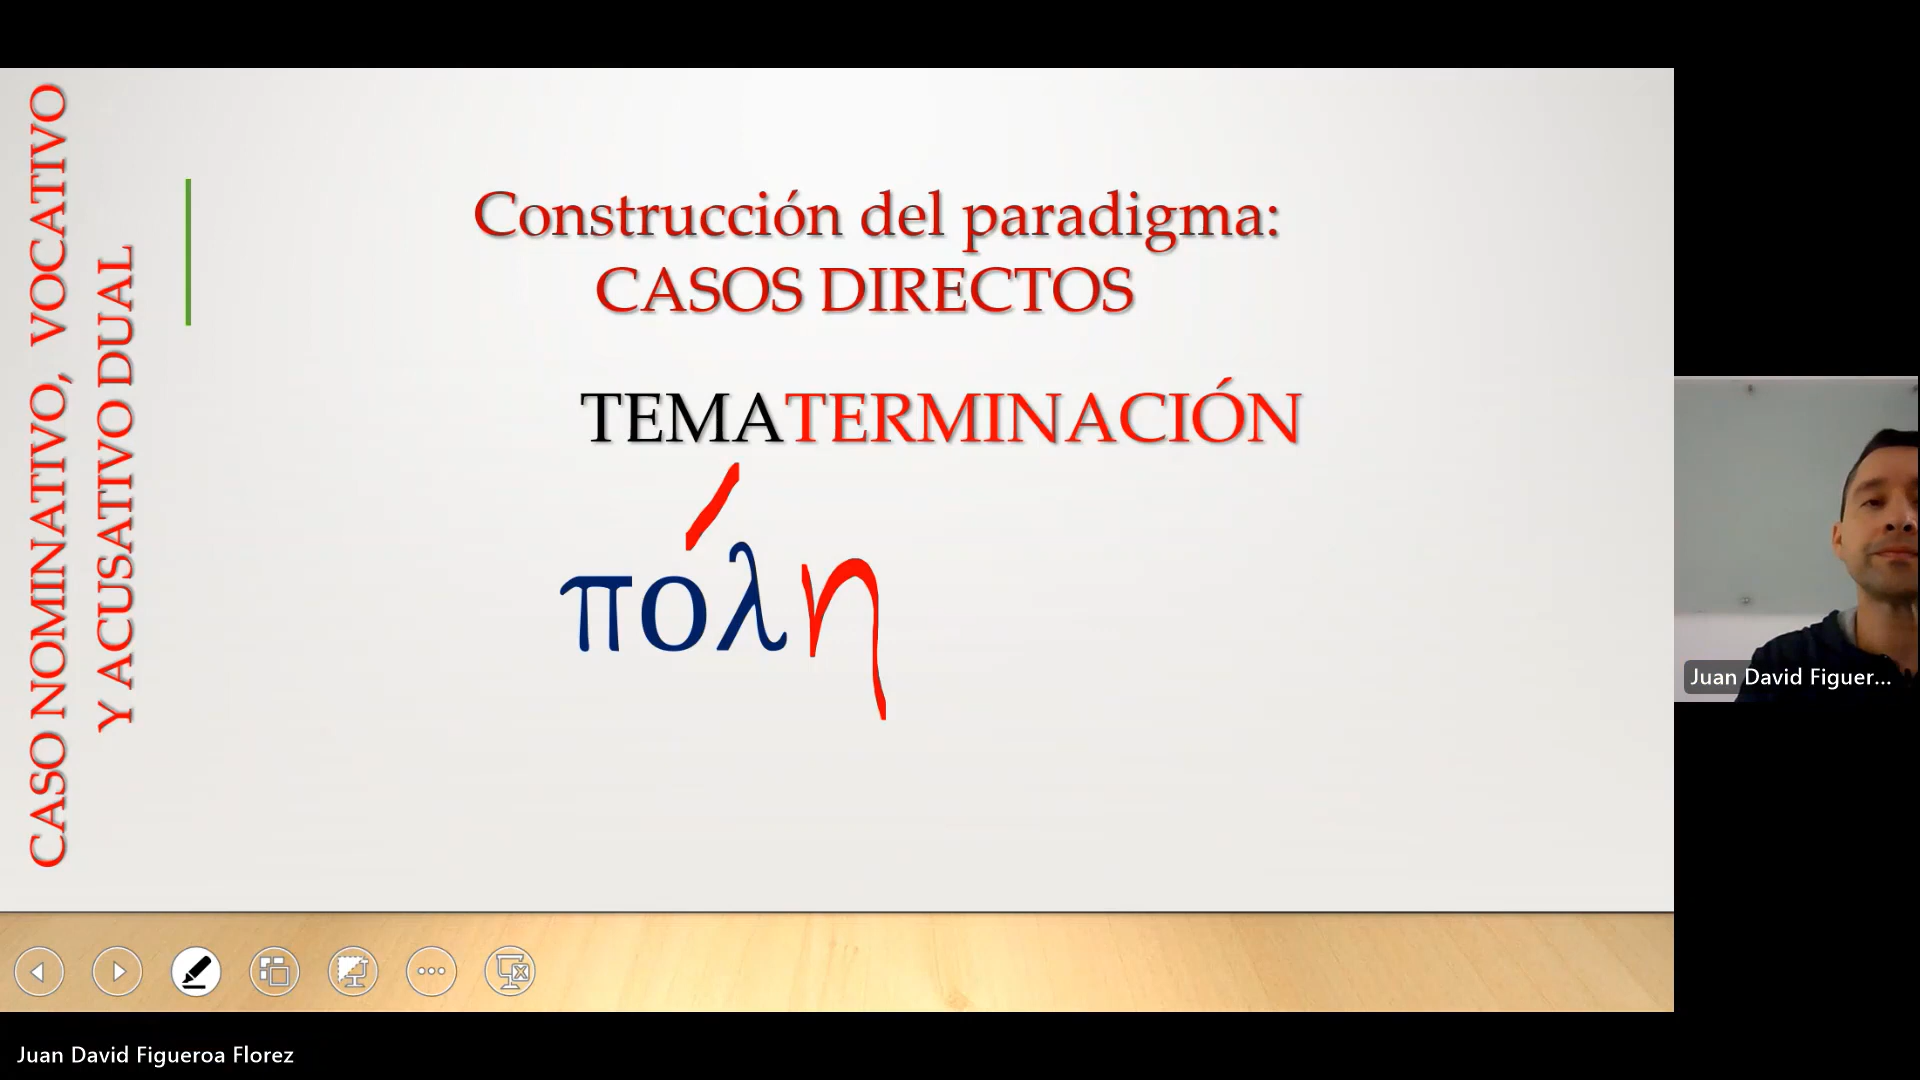 CASO NOMINATIVO, VOCATIVO
Y ACUSATIVO DUAL
Construcción del paradigma:
CASOS DIRECTOS
TEMATERMINACIÓN
πόλη
Juan David Figuer...
Juan David Figueroa Florez